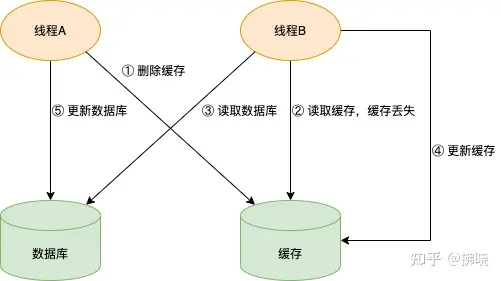 线程A
线程B
① 删除缓存
⑤ 更新数据库
③ 读取数据库
② 读取缓存，缓存丢失
④ 更新缓存
数据库
缓存
知乎 @拂晓